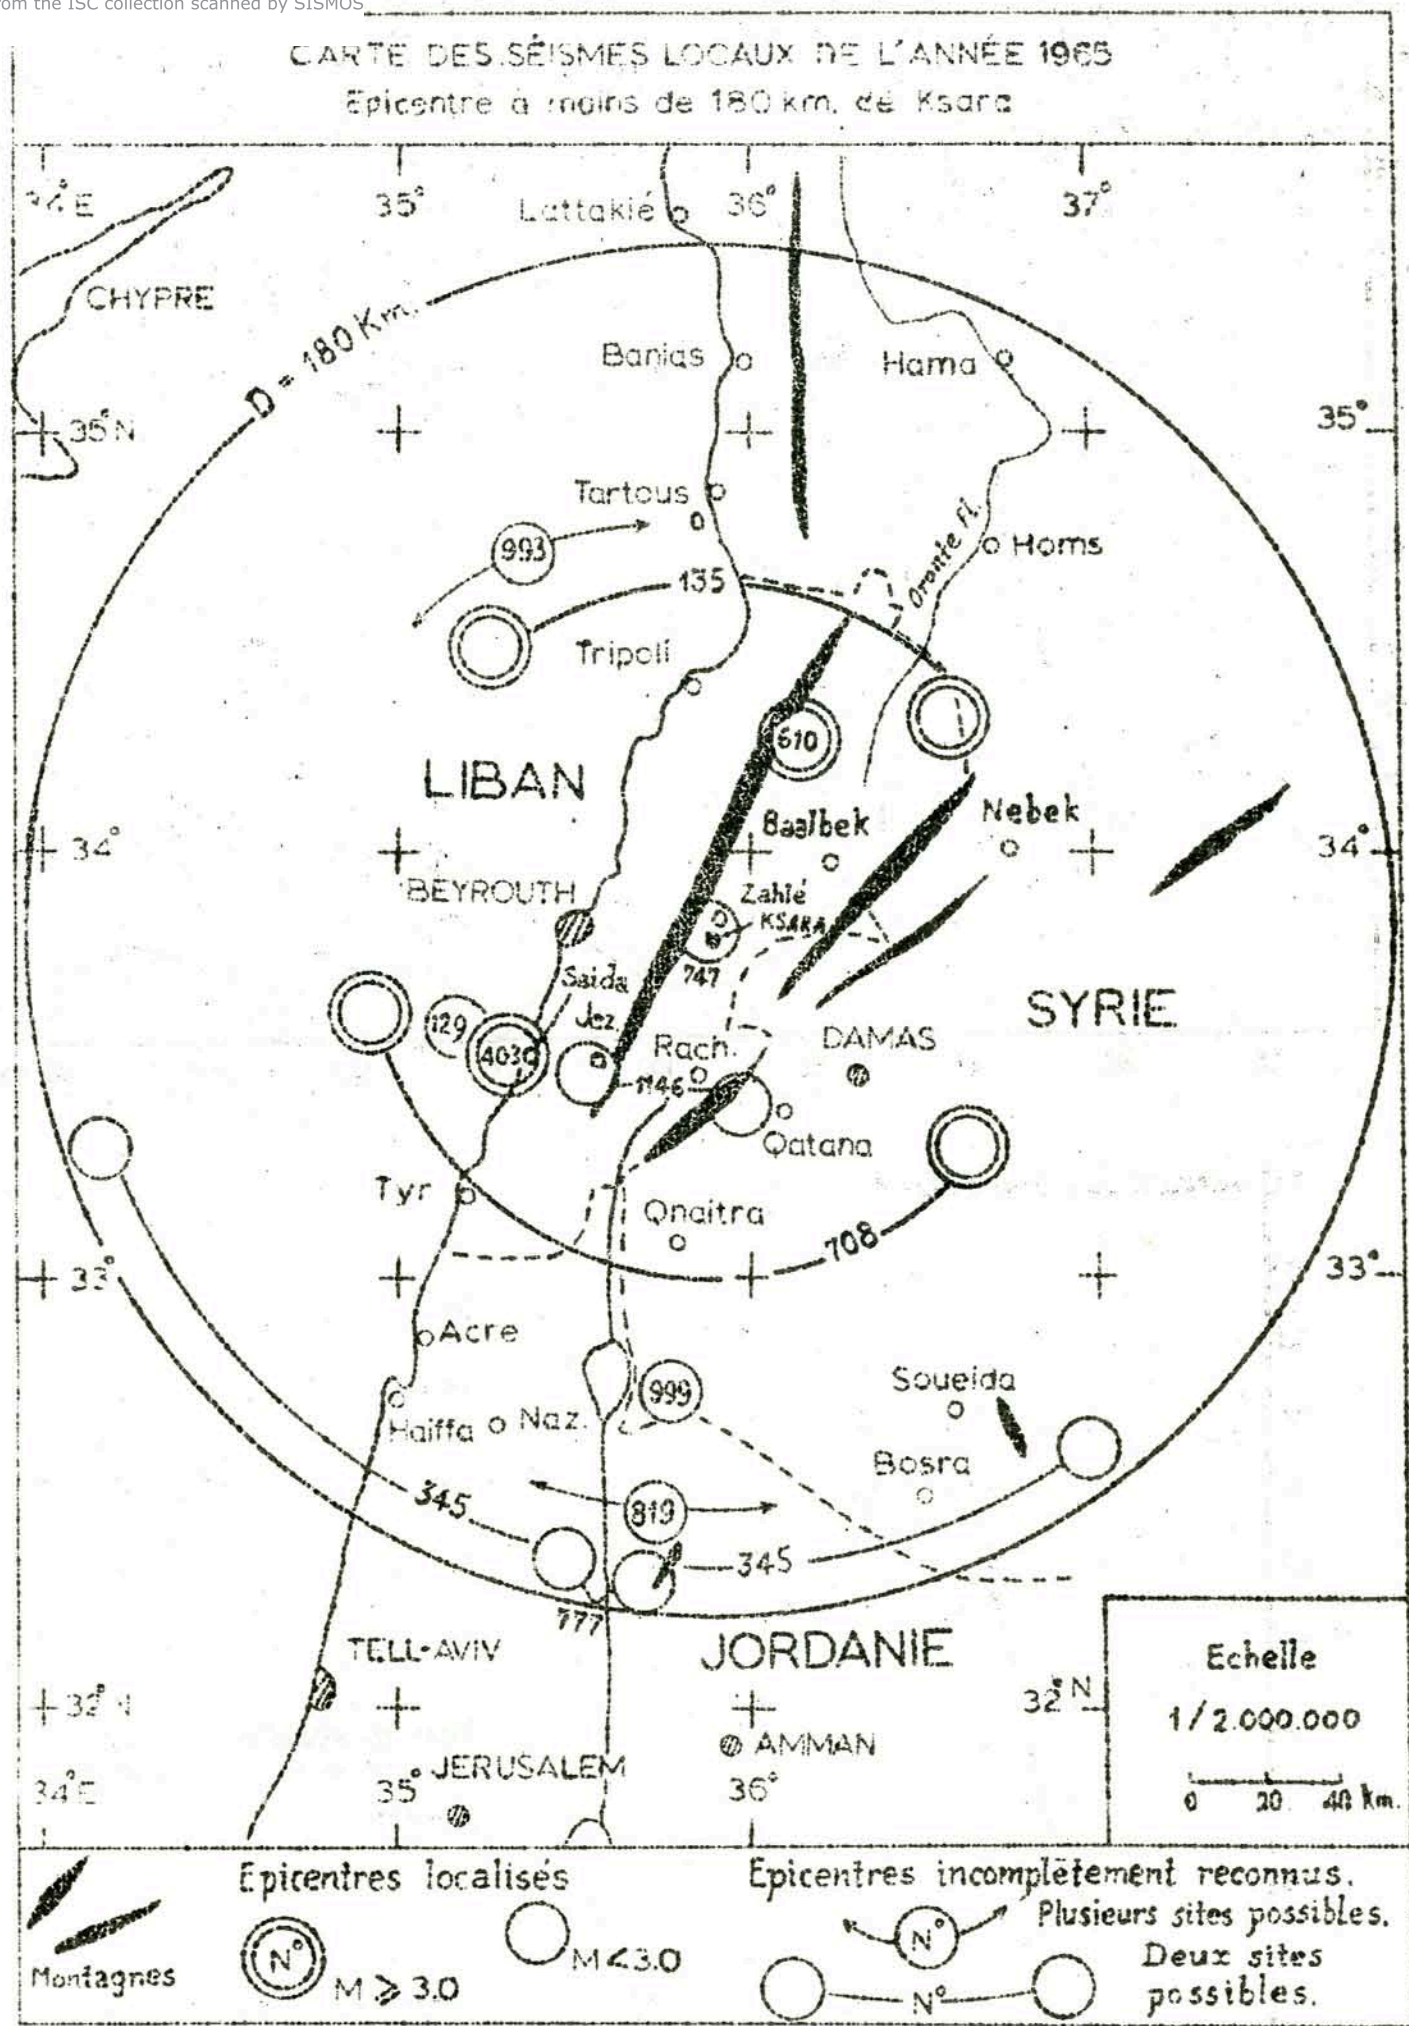 rom the ISC collection scanned by SISMOS
CARTE DES SÉISMES LOCAUX DE L'ANNÉE 1965
Epicentre à moins de 180 km. de Ksara
34°E
35°
36°
37°
Lattakié
CHYPRE
D = 180 Km.
Banias
Hama
35°N
35°
Tartous
993
Oronte Fl.
Homs
135
Tripoli
610
LIBAN
Baalbek
Nebek
34°
34°
BEYROUTH
Zahlé
KSARA
747
Saida
SYRIE
129
Jez.
4030
Rach.
DAMAS
1146
Qatana
Tyr
Qnaitra
708
33°
33°
Acre
999
Soueida
Haiffa
Naz.
Bosra
345
819
345
777
TELL-AVIV
JORDANIE
Echelle
32°N
32°N
1/2.000.000
AMMAN
JERUSALEM
34°E
35°
36°
0 20 40 km.
Epicentres localisés
Epicentres incomplètement reconnus.
Plusieurs sites possibles.
N°
N°
M<3.0
Deux sites
Montagnes
M ⩾ 3.0
N°
possibles.